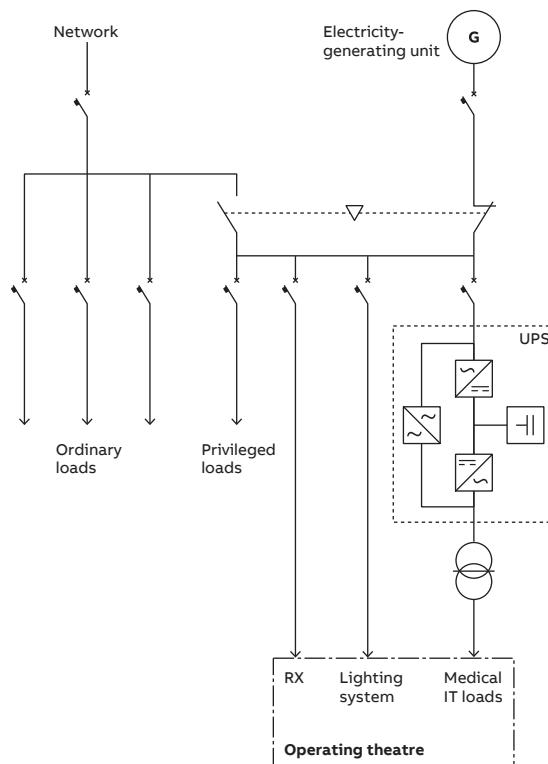 Network
Electricity-
generating unit
G
UPS
Ordinary
loads
Privileged
loads
RX
Lighting
system
Medical
IT loads
Operating theatre